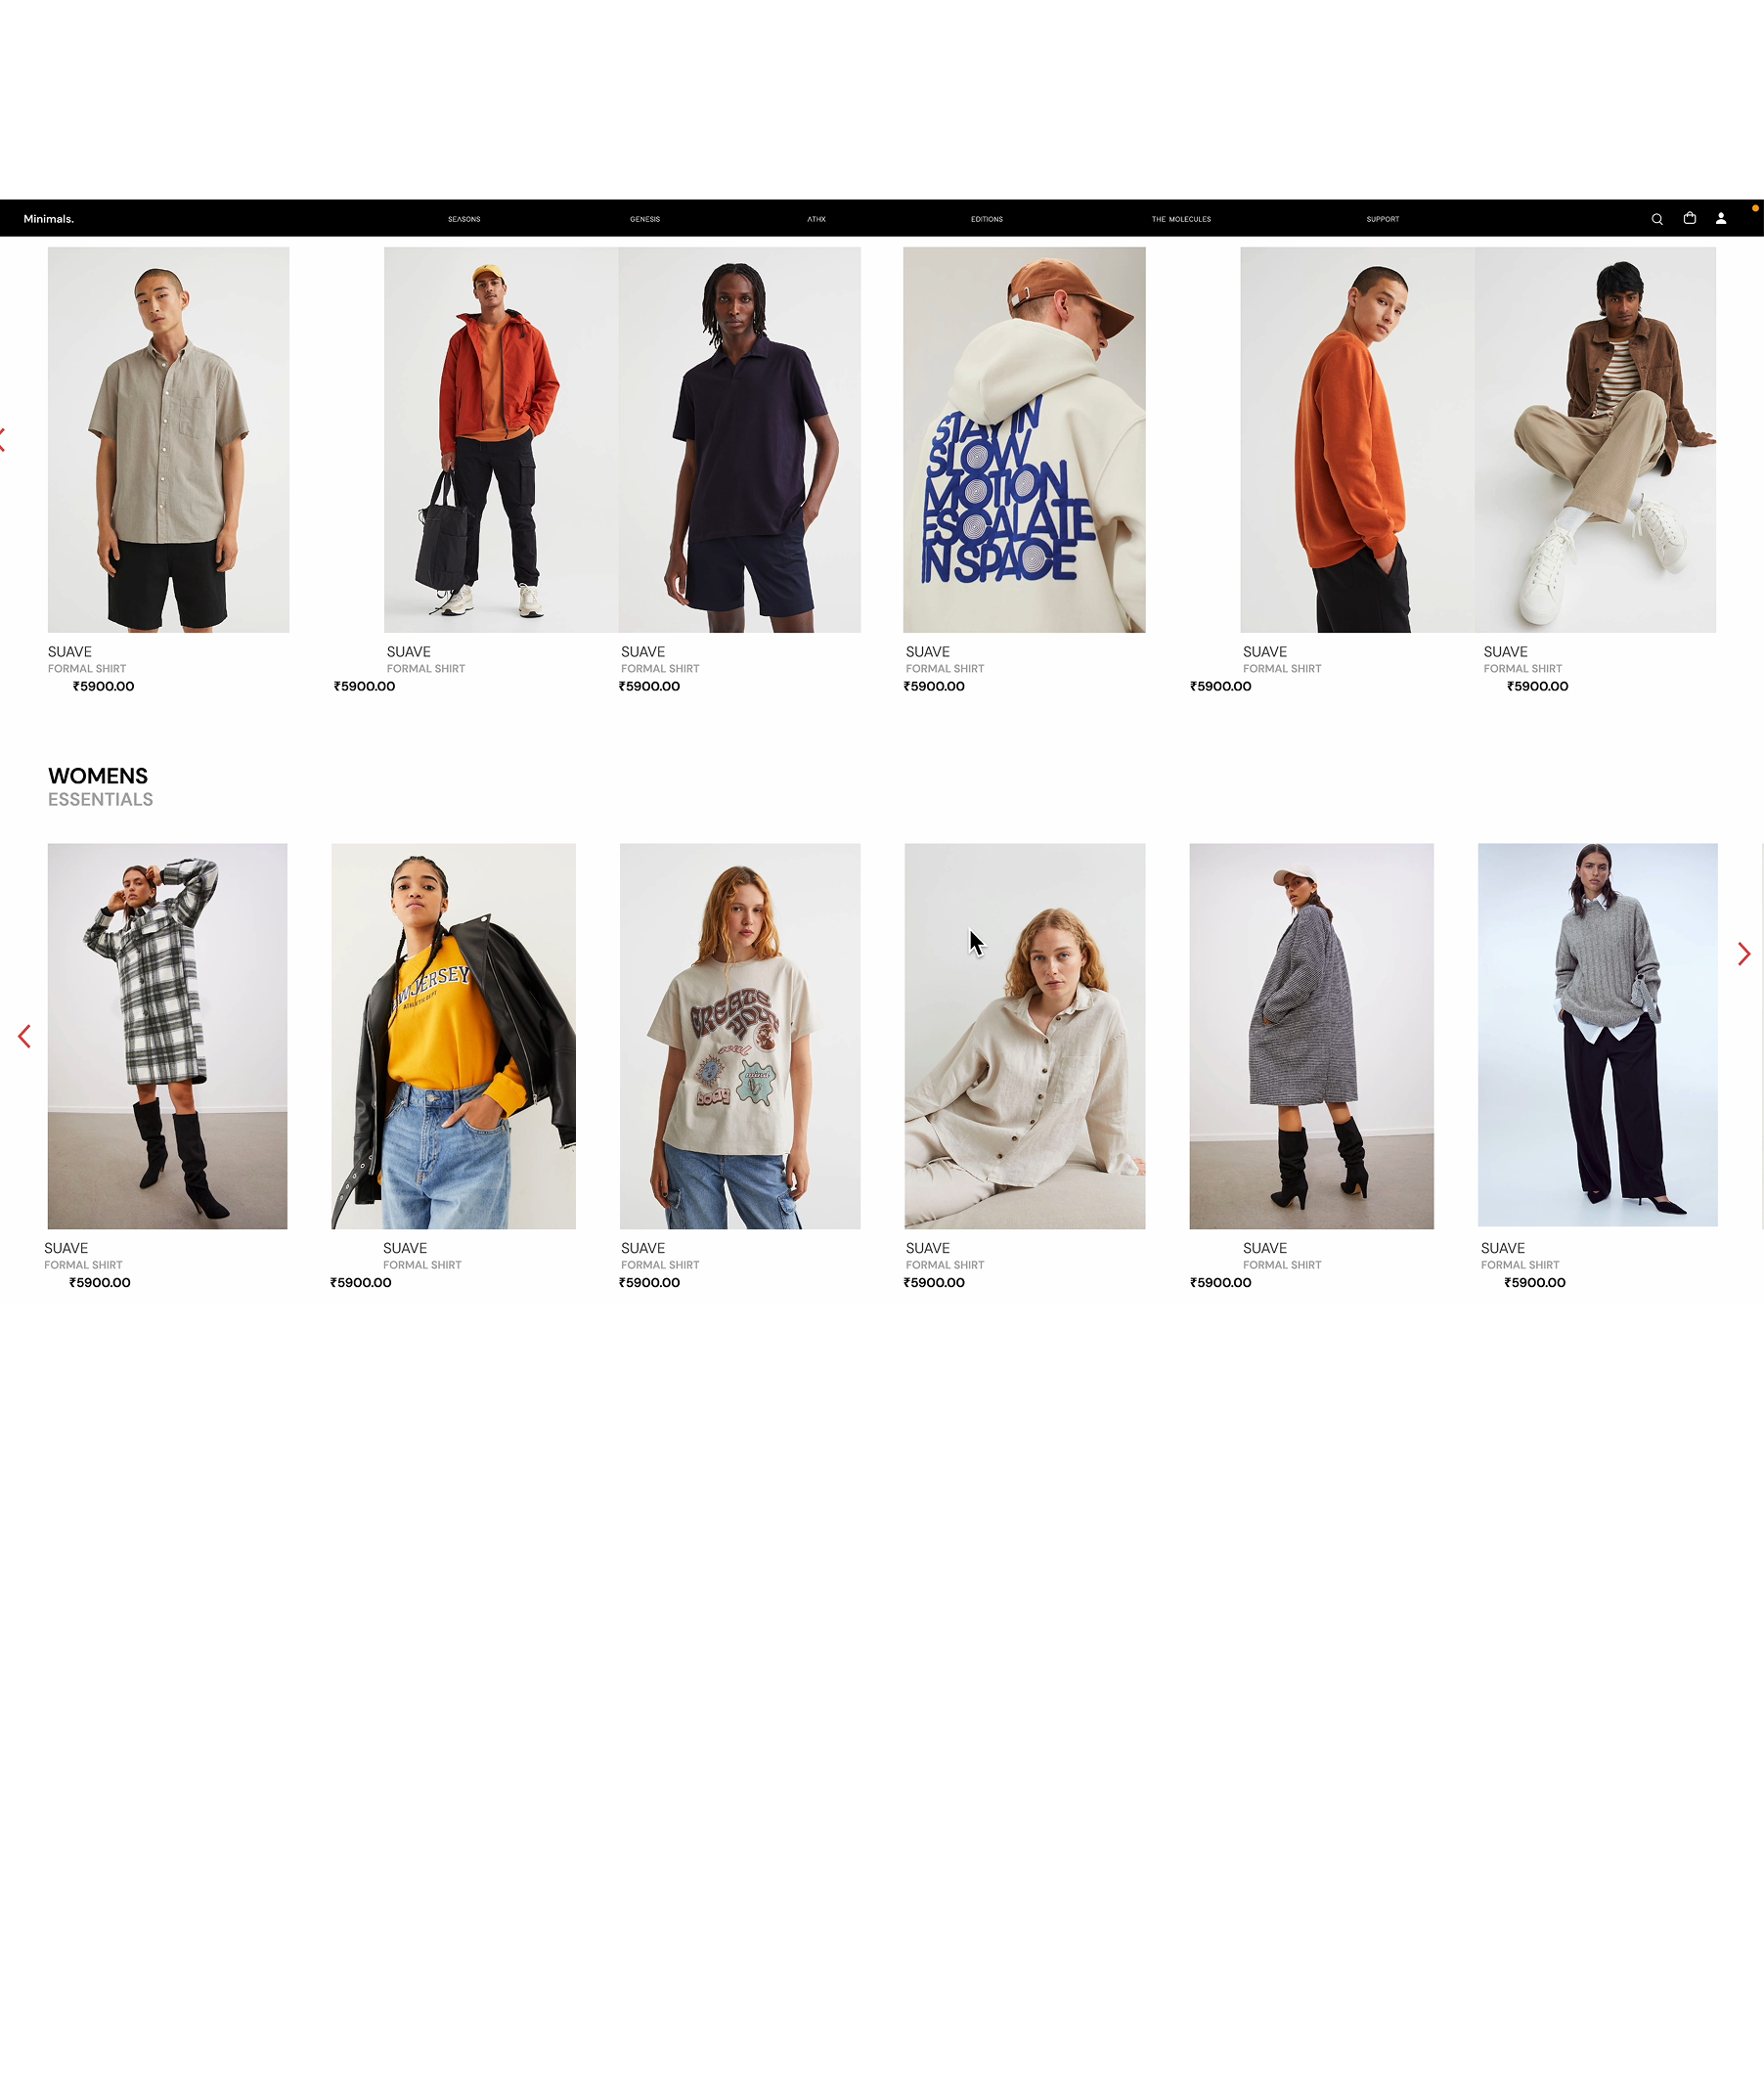 Minimals. SEASONS GENESIS ATHX EDITIONS THE MOLECULES SUPPORT
STAY IN
SLOW
MOTION
ESCALATE
IN SPACE
SUAVE SUAVE SUAVE SUAVE SUAVE SUAVE
FORMAL SHIRT FORMAL SHIRT FORMAL SHIRT FORMAL SHIRT FORMAL SHIRT FORMAL SHIRT
₹5900.00 ₹5900.00 ₹5900.00 ₹5900.00 ₹5900.00 ₹5900.00
WOMENS
ESSENTIALS
JERSEY
CREATE
YOUR
mind
SUAVE SUAVE SUAVE SUAVE SUAVE SUAVE
FORMAL SHIRT FORMAL SHIRT FORMAL SHIRT FORMAL SHIRT FORMAL SHIRT FORMAL SHIRT
₹5900.00 ₹5900.00 ₹5900.00 ₹5900.00 ₹5900.00 ₹5900.00